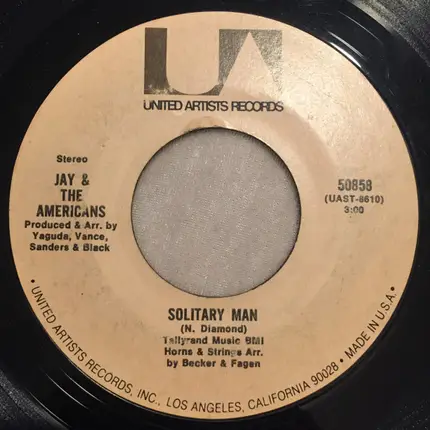 UA
UNITED ARTISTS RECORDS
Stereo
JAY &
THE
AMERICANS
Produced & Arr. by
Yaguda, Vance,
Sanders & Black
50858
(UAST-8610)
3:00
SOLITARY MAN
(N. Diamond)
Tallyrand Music BMI
Horns & Strings Arr.
by Becker & Fagen
• UNITED ARTISTS RECORDS, INC., LOS ANGELES, CALIFORNIA 90028 • MADE IN U.S.A. •